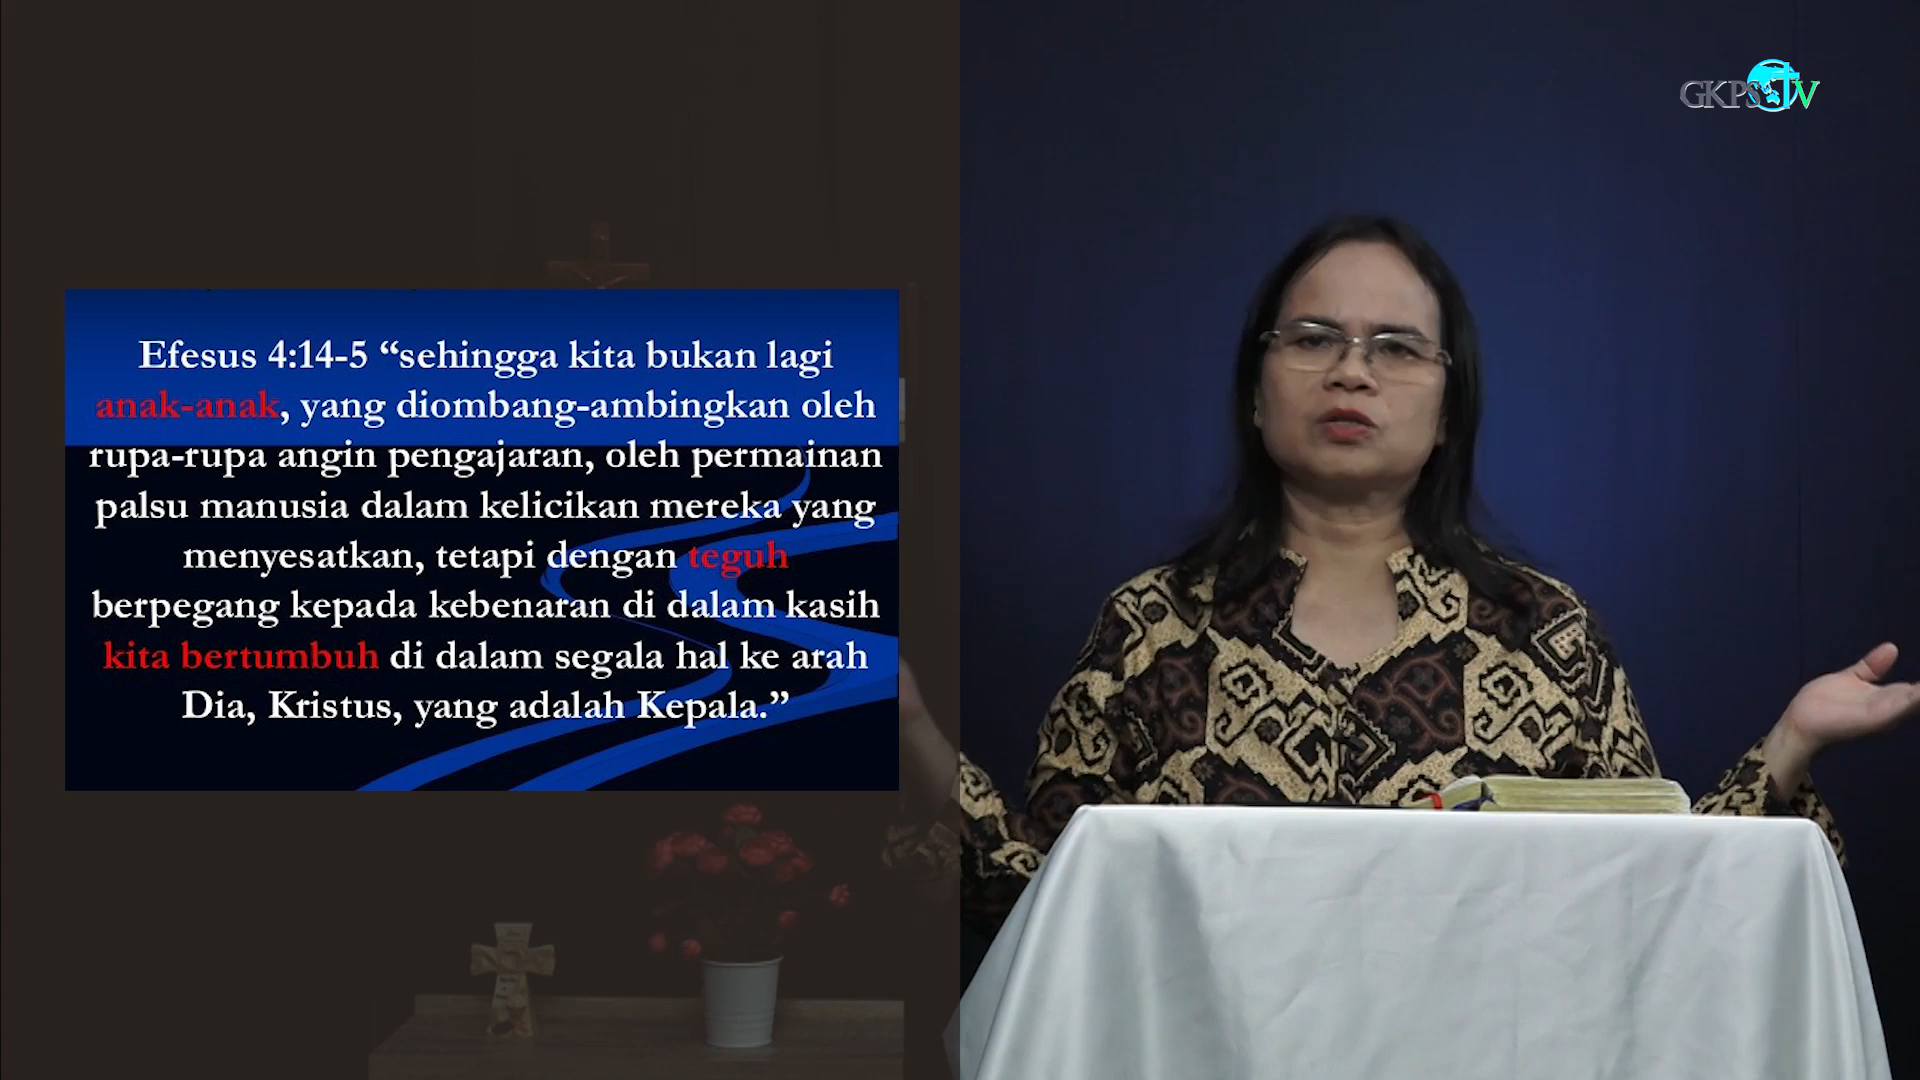 GKPS TV
Efesus 4:14-5 “sehingga kita bukan lagi
anak-anak, yang diombang-ambingkan oleh
rupa-rupa angin pengajaran, oleh permainan
palsu manusia dalam kelicikan mereka yang
menyesatkan, tetapi dengan teguh
berpegang kepada kebenaran di dalam kasih
kita bertumbuh di dalam segala hal ke arah
Dia, Kristus, yang adalah Kepala.”